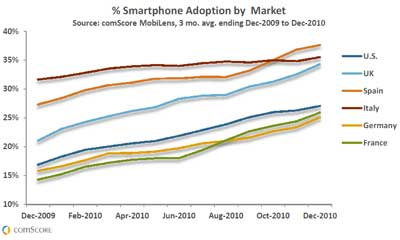 % Smartphone Adoption by Market
Source: comScore MobiLens, 3 mo. avg. ending Dec-2009 to Dec-2010
40%
35%
30%
25%
20%
15%
10%
Dec-2009
Feb-2010
Apr-2010
Jun-2010
Aug-2010
Oct-2010
Dec-2010
U.S.
UK
Spain
Italy
Germany
France
comSCORE